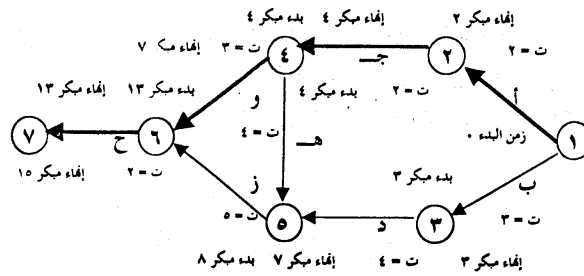 إنهاء مبكر ٢
إنهاء مبكر ٤
بدء مبكر ٤
ت = ٢
جـ
٢
ت = ٣
إنهاء مبكر ٧
٤
أ
ت = ٢
بدء مبكر ٤
و
بدء مبكر ١٣
إنهاء مبكر ١٣
١
زمن البدء ٠
هـ
ت = ٤
٦
ح
٧
بدء مبكر ٣
ب
ت = ٢
إنهاء مبكر ١٥
ز
ت = ٣
٣
د
٥
ت = ٥
إنهاء مبكر ٣
ت = ٤
إنهاء مبكر ٧
بدء مبكر ٨